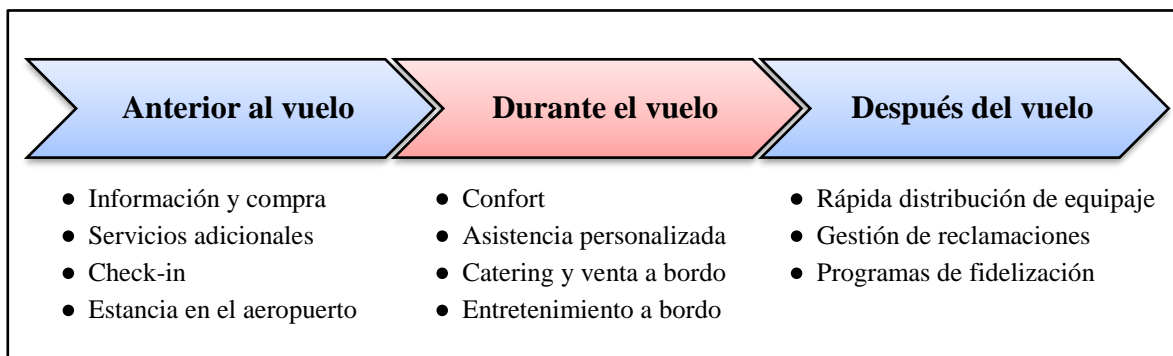 Anterior al vuelo
Durante el vuelo
Después del vuelo
● Información y compra
● Servicios adicionales
● Check-in
● Estancia en el aeropuerto
● Confort
● Asistencia personalizada
● Catering y venta a bordo
● Entretenimiento a bordo
● Rápida distribución de equipaje
● Gestión de reclamaciones
● Programas de fidelización